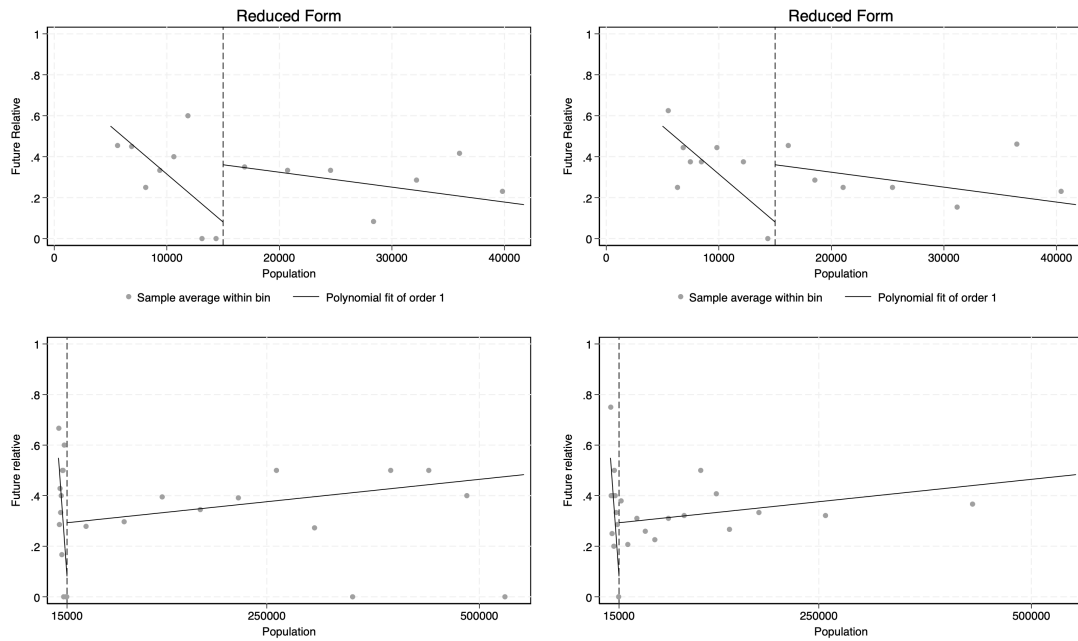 Reduced Form
1
.8
.6
.4
.2
0
Future Relative
0 10000 20000 30000 40000
Population
Sample average within bin Polynomial fit of order 1
Reduced Form
1
.8
.6
.4
.2
0
Future Relative
0 10000 20000 30000 40000
Population
Sample average within bin Polynomial fit of order 1
1
.8
.6
.4
.2
0
Future relative
15000 250000 500000
Population
1
.8
.6
.4
.2
0
Future relative
15000 250000 500000
Population